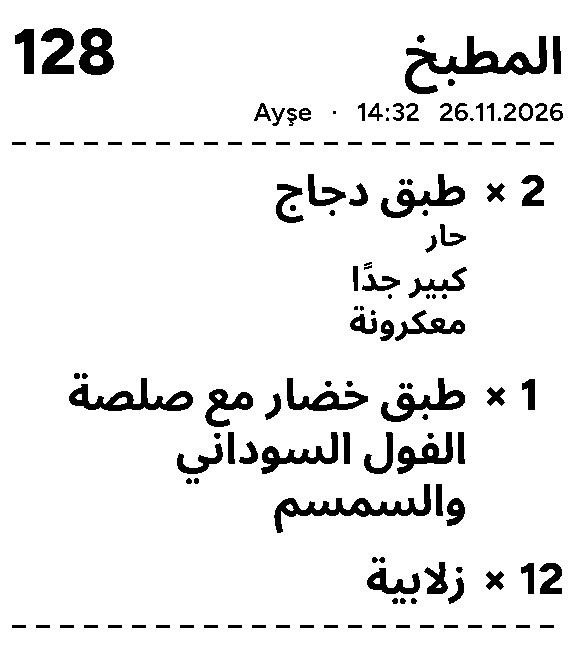 المطبخ 128
26.11.2026 14:32 · Ayşe
2 × طبق دجاج
حار
كبير جدًا
معكرونة
1 × طبق خضار مع صلصة
الفول السوداني
والسمسم
12 × زلابية